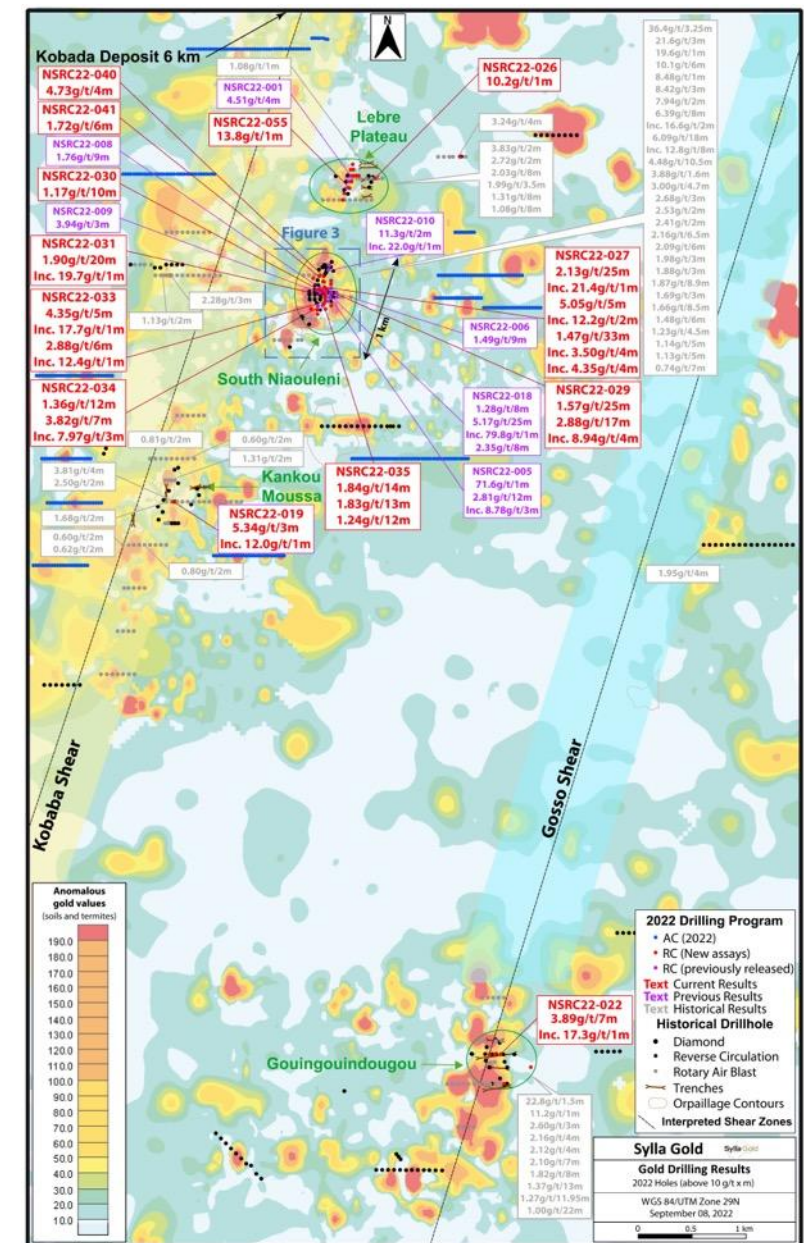 Kobada Deposit 6 km
N
NSRC22-040
4.73g/t/4m
NSRC22-041
1.72g/t/6m
NSRC22-008
1.76g/t/9m
NSRC22-030
1.17g/t/10m
NSRC22-009
3.94g/t/3m
NSRC22-031
1.90g/t/20m
Inc. 19.7g/t/1m
NSRC22-033
4.35g/t/5m
Inc. 17.7g/t/1m
2.88g/t/6m
Inc. 12.4g/t/1m
NSRC22-034
1.36g/t/12m
3.82g/t/7m
Inc. 7.97g/t/3m
1.08g/t/1m
NSRC22-001
4.51g/t/4m
NSRC22-055
13.8g/t/1m
NSRC22-026
10.2g/t/1m
Lebre
Plateau
3.24g/t/4m
3.83g/t/2m
2.72g/t/2m
2.03g/t/8m
1.99g/t/3.5m
1.31g/t/8m
1.08g/t/8m
36.4g/t/3.25m
21.6g/t/3m
19.6g/t/1m
10.1g/t/6m
8.48g/t/1m
8.42g/t/3m
7.94g/t/2m
6.39g/t/8m
Inc. 16.6g/t/2m
6.09g/t/18m
Inc. 12.8g/t/8m
4.48g/t/10.5m
3.88g/t/1.6m
3.00g/t/4.7m
2.68g/t/3m
2.53g/t/2m
2.41g/t/2m
2.16g/t/6.5m
2.09g/t/6m
1.98g/t/3m
1.88g/t/3m
1.87g/t/8.9m
1.69g/t/3m
1.66g/t/8.5m
1.48g/t/6m
1.23g/t/4.5m
1.14g/t/5m
1.13g/t/5m
0.74g/t/7m
Figure 3
NSRC22-010
11.3g/t/2m
Inc. 22.0g/t/1m
NSRC22-027
2.13g/t/25m
Inc. 21.4g/t/1m
5.05g/t/5m
Inc. 12.2g/t/2m
1.47g/t/33m
Inc. 3.50g/t/4m
Inc. 4.35g/t/4m
2.28g/t/3m
1.13g/t/2m
1 km
NSRC22-006
1.49g/t/9m
South Niaouleni
NSRC22-018
1.28g/t/8m
5.17g/t/25m
Inc. 79.8g/t/1m
2.35g/t/8m
NSRC22-029
1.57g/t/25m
2.88g/t/17m
Inc. 8.94g/t/4m
0.81g/t/2m
0.60g/t/2m
1.31g/t/2m
3.81g/t/4m
2.50g/t/2m
Kankou
Moussa
NSRC22-035
1.84g/t/14m
1.83g/t/13m
1.24g/t/12m
NSRC22-005
71.6g/t/1m
2.81g/t/12m
Inc. 8.78g/t/3m
1.68g/t/2m
NSRC22-019
5.34g/t/3m
Inc. 12.0g/t/1m
0.60g/t/2m
0.62g/t/2m
0.80g/t/2m
1.95g/t/4m
Kobaba Shear
Gosso Shear
Anomalous
gold values
(soils and termites)
190.0
180.0
170.0
160.0
150.0
140.0
130.0
120.0
110.0
100.0
90.0
80.0
70.0
60.0
50.0
40.0
30.0
20.0
10.0
NSRC22-022
3.89g/t/7m
Inc. 17.3g/t/1m
Gouingouindougou
22.8g/t/1.5m
11.2g/t/1m
2.60g/t/3m
2.16g/t/4m
2.12g/t/4m
2.10g/t/7m
1.82g/t/8m
1.37g/t/13m
1.27g/t/11.95m
1.00g/t/22m
2022 Drilling Program
AC (2022)
RC (New assays)
RC (previously released)
Text Current Results
Text Previous Results
Text Historical Results
Historical Drillhole
Diamond
Reverse Circulation
Rotary Air Blast
Trenches
Orpaillage Contours
Interpreted Shear Zones
Sylla Gold
Sylla Gold
Gold Drilling Results
2022 Holes (above 10 g/t x m)
WGS 84/UTM Zone 29N
September 08, 2022
0 0.5 1 km